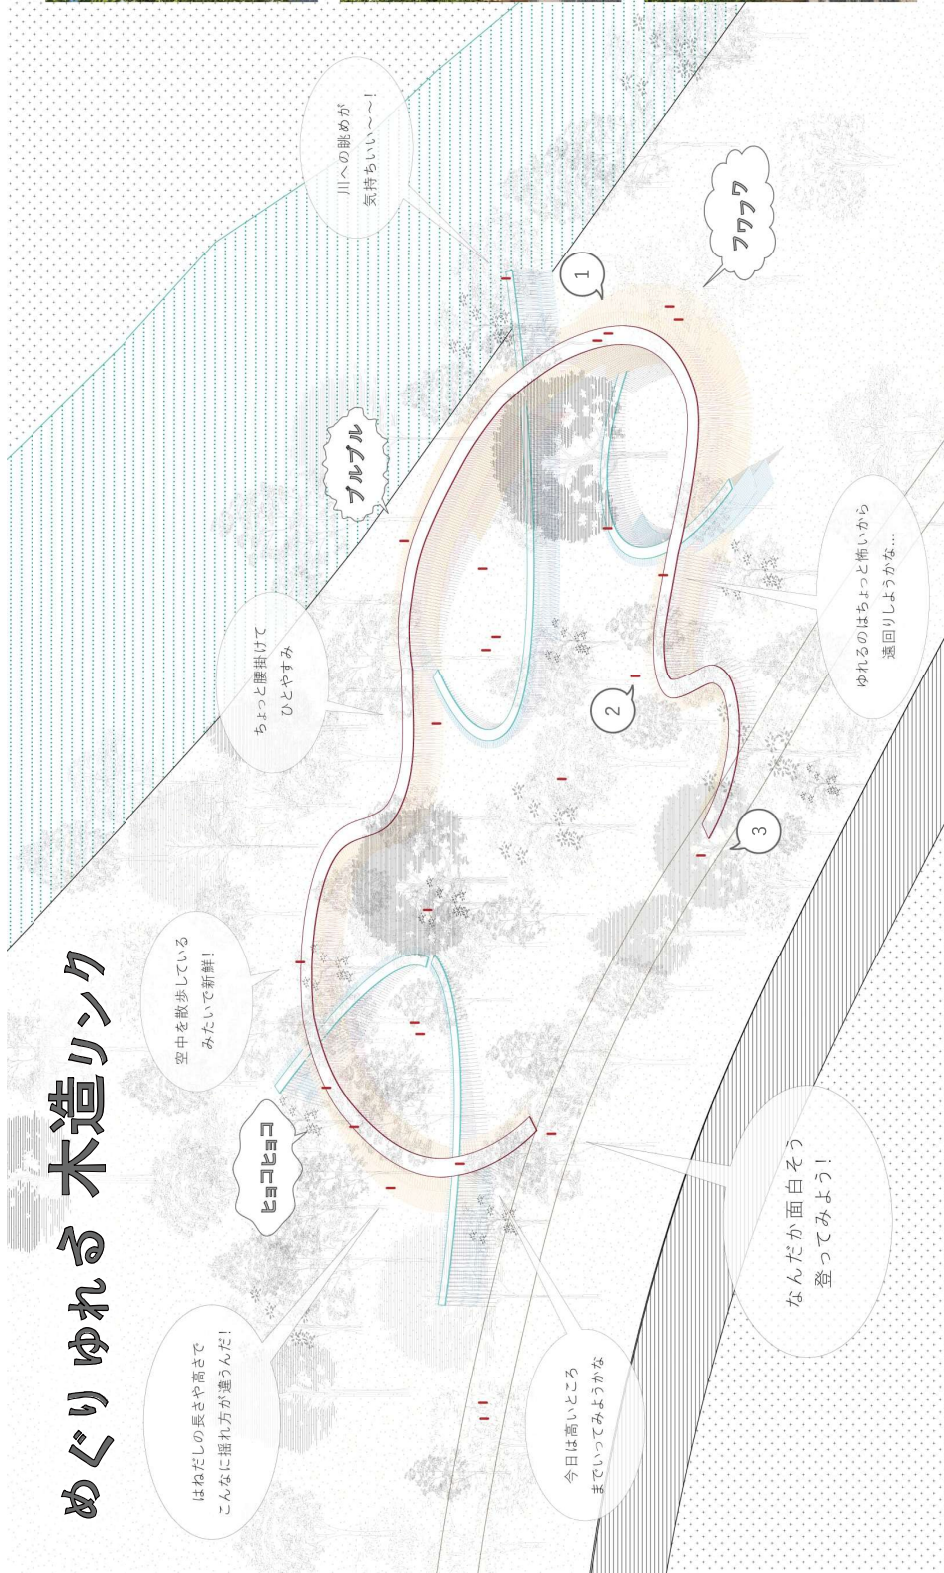 めぐり ゆれる 木造リンク
はねだしの長さや高さで
こんなに揺れ方が違うんだ!
ヒョコヒョコ
空中を散歩している
みたいで新鮮!
ちょっと腰掛けて
ひとやすみ
ブルブル
川への眺めが
気持ちいい〜〜!
1
フワフワ
2
3
今日は高いところ
までいってみようかな
なんだか面白そう
登ってみよう!
ゆれるのはちょっと怖いから
遠回りしようかな...